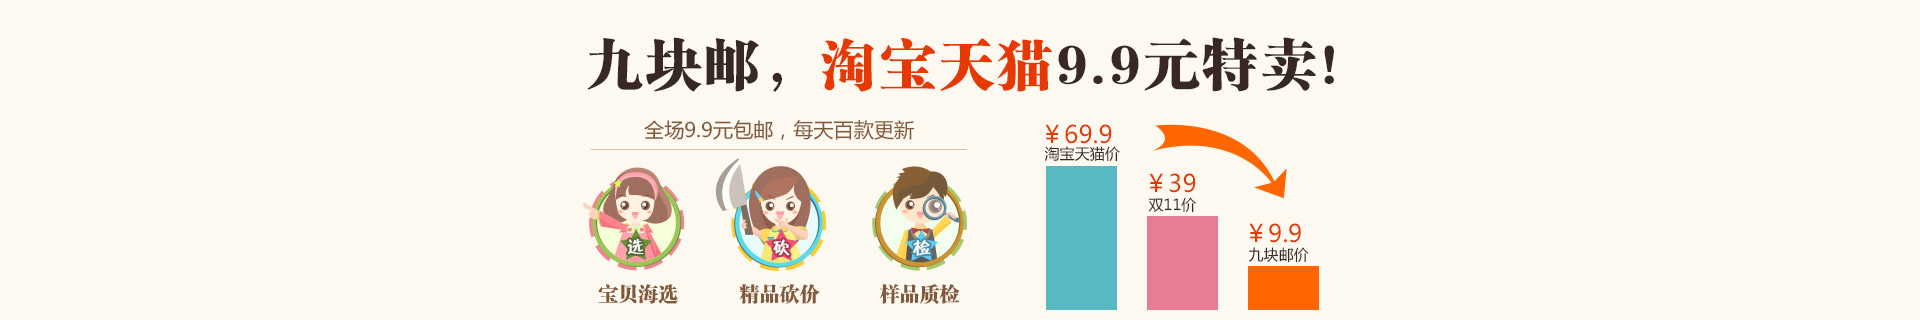 九块邮，淘宝天猫9.9元特卖!
全场9.9元包邮，每天百款更新
选
砍
检
宝贝海选
精品砍价
样品质检
¥69.9
淘宝天猫价
¥39
双11价
¥9.9
九块邮价